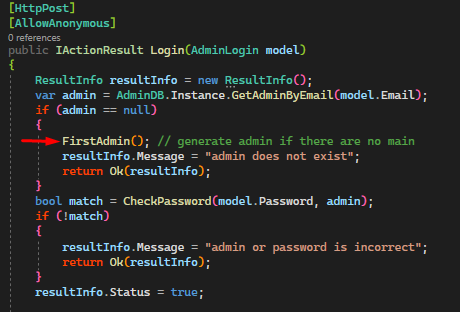 [HttpPost]
[AllowAnonymous]
0 references
public IActionResult Login(AdminLogin model)
{
ResultInfo resultInfo = new ResultInfo();
var admin = AdminDB.Instance.GetAdminByEmail(model.Email);
if (admin == null)
{
FirstAdmin(); // generate admin if there are no main
resultInfo.Message = "admin does not exist";
return Ok(resultInfo);
}
bool match = CheckPassword(model.Password, admin);
if (!match)
{
resultInfo.Message = "admin or password is incorrect";
return Ok(resultInfo);
}
resultInfo.Status = true;